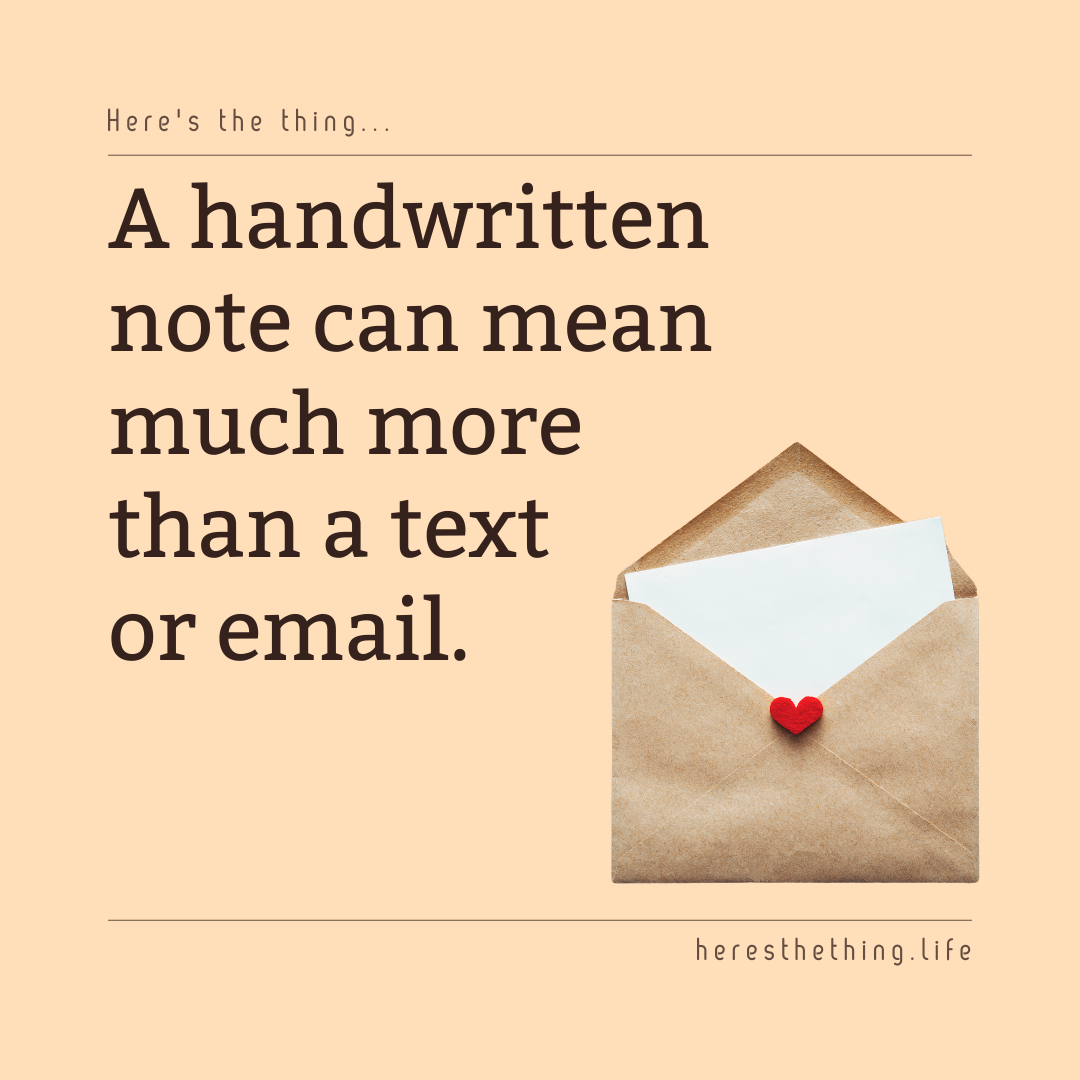 Here's the thing...
A handwritten
note can mean
much more
than a text
or email.
heresthething.life